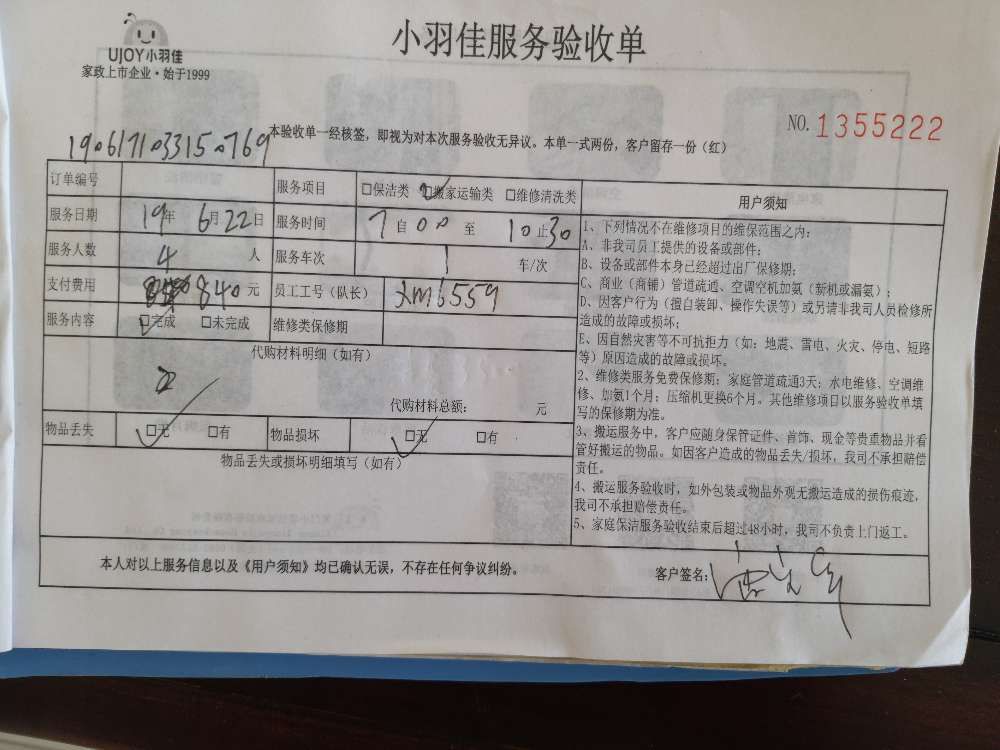 UJOY小羽佳
家政上市企业·始于1999
小羽佳服务验收单
NO.1355222
本验收单一经核签，即视为对本次服务验收无异议。本单一式两份，客户留存一份（红）
1906171033150769
订单编号 服务项目 □保洁类 □搬家运输类 □维修清洗类
服务日期 19年 6月22日 服务时间 7自00至 10止30
服务人数 4 人 服务车次 1 车/次
支付费用 840元 员工工号（队长） xm6559
服务内容 □完成 □未完成 维修类保修期
代购材料明细（如有）
代购材料总额： 元
物品丢失 □无 □有 物品损坏 □无 □有
物品丢失或损坏明细填写（如有）
用户须知
1、下列情况不在维修项目的维保范围之内：
A、非我司员工提供的设备或部件；
B、设备或部件本身已经超过出厂保修期；
C、商业（商铺）管道疏通、空调空机加氨（新机或漏氨）；
D、因客户行为（擅自装卸、操作失误等）或另请非我司人员检修所
造成的故障或损坏；
E、因自然灾害等不可抗拒力（如：地震、雷电、火灾、停电、短路
等）原因造成的故障或损坏。
2、维修类服务免费保修期：家庭管道疏通3天；水电维修、空调维
修、加氨1个月；压缩机更换6个月。其他维修项目以服务验收单填
写的保修期为准。
3、搬运服务中，客户应随身保管证件、首饰、现金等贵重物品并看
管好搬运的物品。如因客户造成的物品丢失/损坏，我司不承担赔偿
责任。
4、搬运服务验收时，如外包装或物品外观无搬运造成的损伤痕迹，
我司不承担赔偿责任。
5、家庭保洁服务验收结束后超过48小时，我司不负责上门返工。
本人对以上服务信息以及《用户须知》均已确认无误，不存在任何争议纠纷。
客户签名：